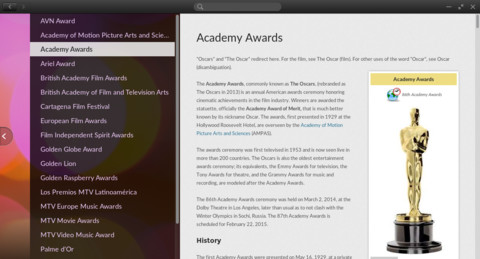 AVN Award
Academy of Motion Picture Arts and Scie...
Academy Awards
Ariel Award
British Academy Film Awards
British Academy of Film and Television Arts
Cartagena Film Festival
European Film Awards
Film Independent Spirit Awards
Golden Globe Award
Golden Lion
Golden Raspberry Awards
Los Premios MTV Latinoamérica
MTV Europe Music Awards
MTV Movie Awards
MTV Video Music Award
Palme d'Or
Academy Awards
"Oscars" and "The Oscar" redirect here. For the film, see The Oscar (film). For other uses of the word "Oscar", see Oscar
(disambiguation).
The Academy Awards, commonly known as The Oscars, (rebranded as
The Oscars in 2013) is an annual American awards ceremony honoring
cinematic achievements in the film industry. Winners are awarded the
statuette, officially the Academy Award of Merit, that is much better
known by its nickname Oscar. The awards, first presented in 1929 at the
Hollywood Roosevelt Hotel, are overseen by the Academy of Motion
Picture Arts and Sciences (AMPAS).
The awards ceremony was first televised in 1953 and is now seen live in
more than 200 countries. The Oscars is also the oldest entertainment
awards ceremony; its equivalents, the Emmy Awards for television, the
Tony Awards for theatre, and the Grammy Awards for music and
recording, are modeled after the Academy Awards.
The 86th Academy Awards ceremony was held on March 2, 2014, at the
Dolby Theatre in Los Angeles, later than usual as to not clash with the
Winter Olympics in Sochi, Russia. The 87th Academy Awards is
scheduled for February 22, 2015.
History
The first Academy Awards were presented on May 16, 1929, at a private
Academy Awards
86th Academy Awards